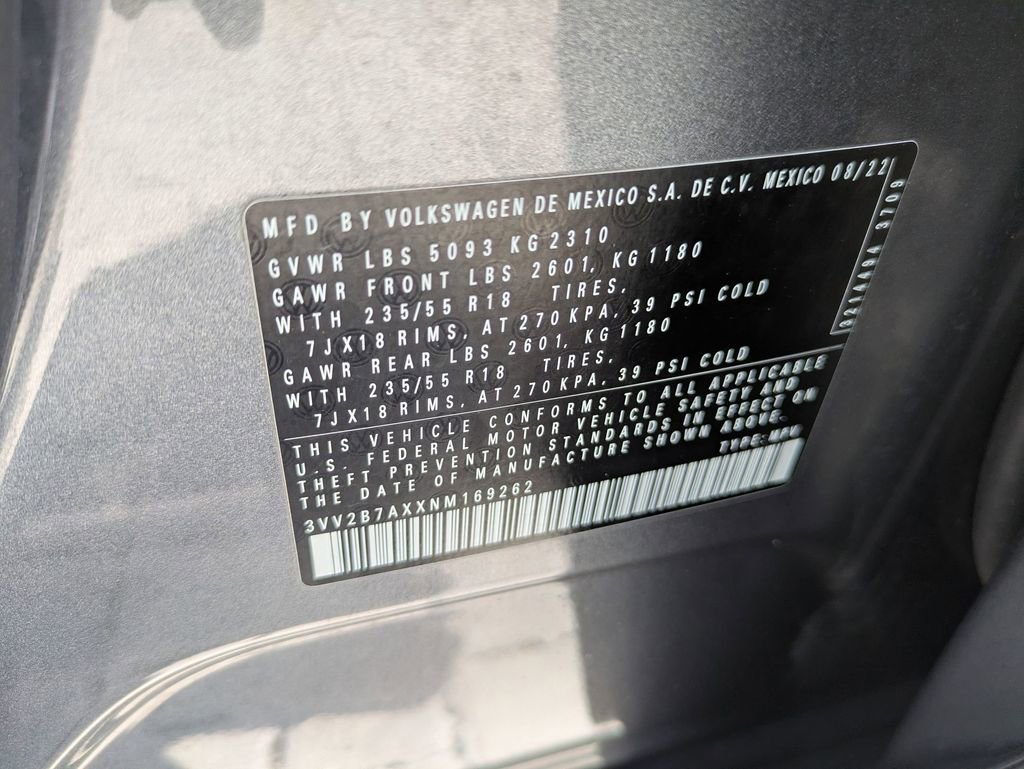 MFD BY VOLKSWAGEN DE MEXICO S.A. DE C.V. MEXICO 08/22
GVWR LBS 5093 KG 2310
GAWR FRONT LBS 2601, KG 1180
WITH 235/55 R18 TIRES,
7JX18 RIMS, AT 270 KPA, 39 PSI COLD
GAWR REAR LBS 2601, KG 1180
WITH 235/55 R18 TIRES,
7JX18 RIMS, AT 270 KPA, 39 PSI COLD
THIS VEHICLE CONFORMS TO ALL APPLICABLE
U.S. FEDERAL MOTOR VEHICLE SAFETY AND
THEFT PREVENTION STANDARDS IN EFFECT ON
THE DATE OF MANUFACTURE SHOWN ABOVE.
TYPE:MPV
3VV2B7AXXNM169262
3709